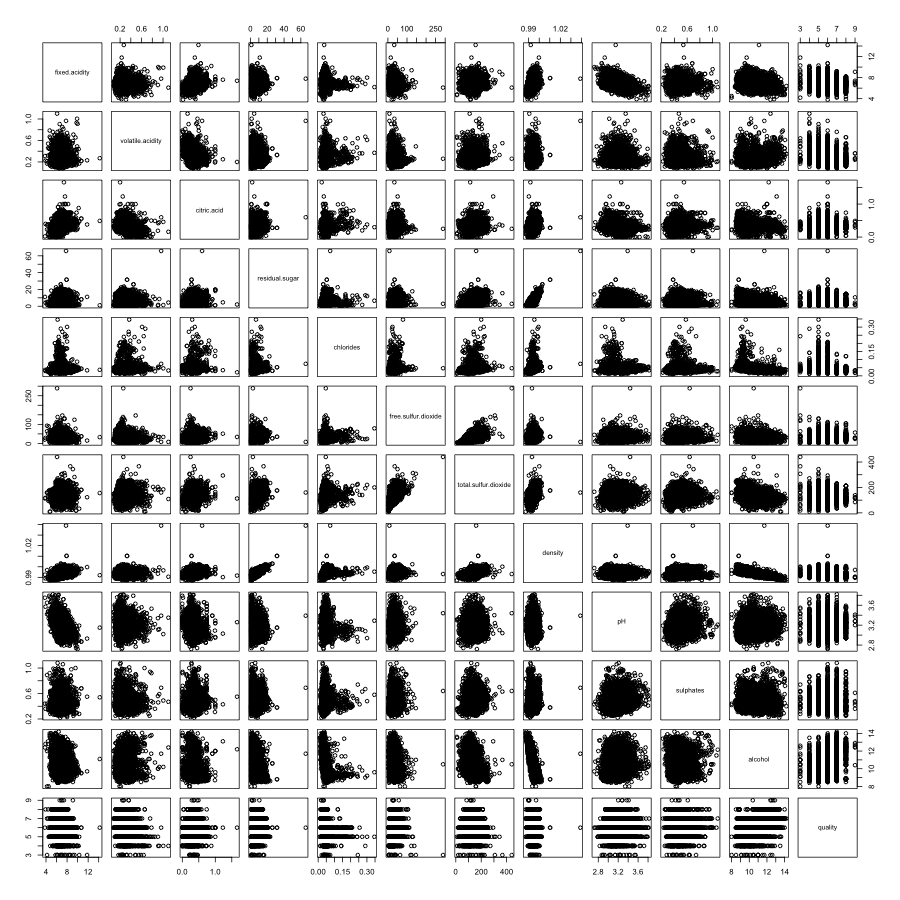 0.2 0.6 1.0 0 20 40 60 0 100 250 0.99 1.02 0.2 0.6 1.0 3 5 7 9
fixed.acidity 4 8 12
0.2 0.6 1.0 volatile.acidity
citric.acid 0.0 1.0
0 20 40 60 residual.sugar
chlorides 0.00 0.15 0.30
0 100 250 free.sulfur.dioxide
total.sulfur.dioxide 0 200 400
0.99 1.02 density
pH 2.8 3.2 3.6
0.2 0.6 1.0 sulphates
alcohol 8 10 12 14
3 5 7 9 quality
4 8 12 0.0 1.0 0.00 0.15 0.30 0 200 400 2.8 3.2 3.6 8 10 12 14